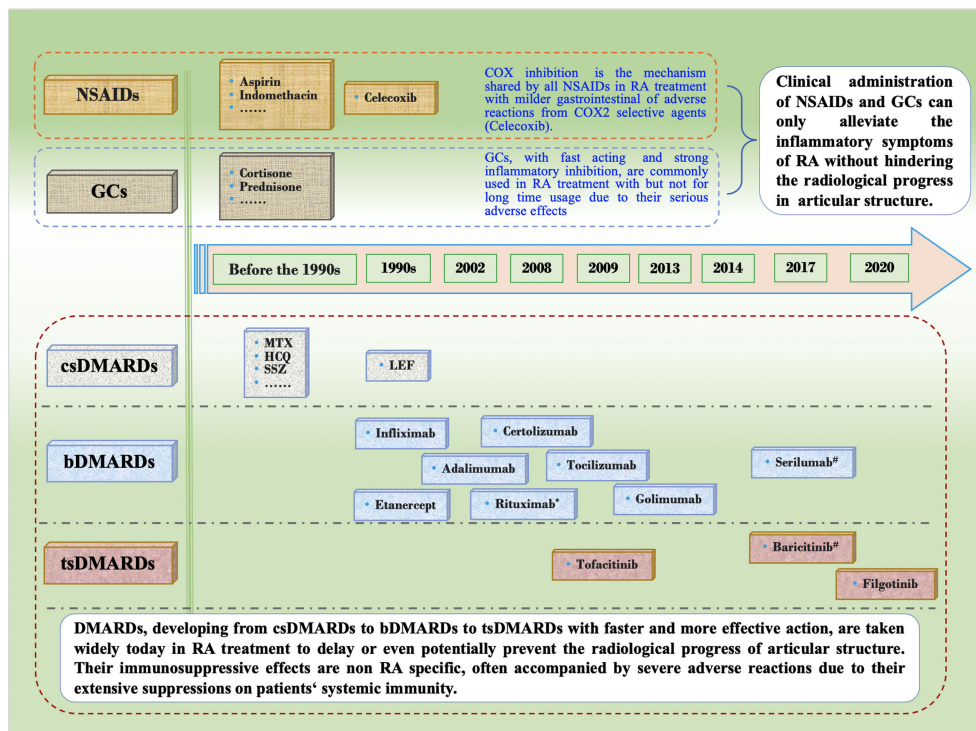 NSAIDs
• Aspirin
• Indomethacin
• ……
• Celecoxib
COX inhibition is the mechanism
shared by all NSAIDs in RA treatment
with milder gastrointestinal of adverse
reactions from COX2 selective agents
(Celecoxib).
Clinical administration
of NSAIDs and GCs can
only alleviate the
inflammatory symptoms
of RA without hindering
the radiological progress
in articular structure.
GCs
• Cortisone
• Prednisone
• ……
GCs, with fast acting and strong
inflammatory inhibition, are commonly
used in RA treatment with but not for
long time usage due to their serious
adverse effects
Before the 1990s
1990s
2002
2008
2009
2013
2014
2017
2020
csDMARDs
• MTX
• HCQ
• SSZ
• ……
• LEF
bDMARDs
• Infliximab
• Certolizumab
• Adalimumab
• Tocilizumab
• Serilumab#
• Etanercept
• Rituximab*
• Golimumab
tsDMARDs
• Tofacitinib
• Baricitinib#
• Filgotinib
DMARDs, developing from csDMARDs to bDMARDs to tsDMARDs with faster and more effective action, are taken
widely today in RA treatment to delay or even potentially prevent the radiological progress of articular structure.
Their immunosuppressive effects are non RA specific, often accompanied by severe adverse reactions due to their
extensive suppressions on patients‘ systemic immunity.